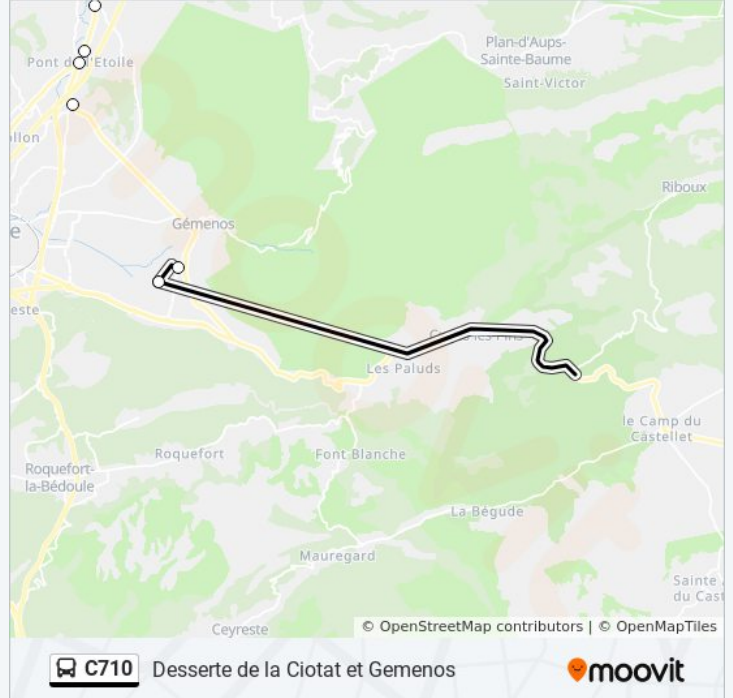 Plan-d'Aups-
Sainte-Baume
Pont de l'Etoile
Saint-Victor
Riboux
Gémenos
Les Paluds
le Camp du
Castellet
Roquefort
Font Blanche
Roquefort-
la-Bédoule
La Bégude
Mauregard
Sainte
du Cast
Ceyreste
© OpenStreetMap contributors | © OpenMapTiles
C710 Desserte de la Ciotat et Gemenos moovit